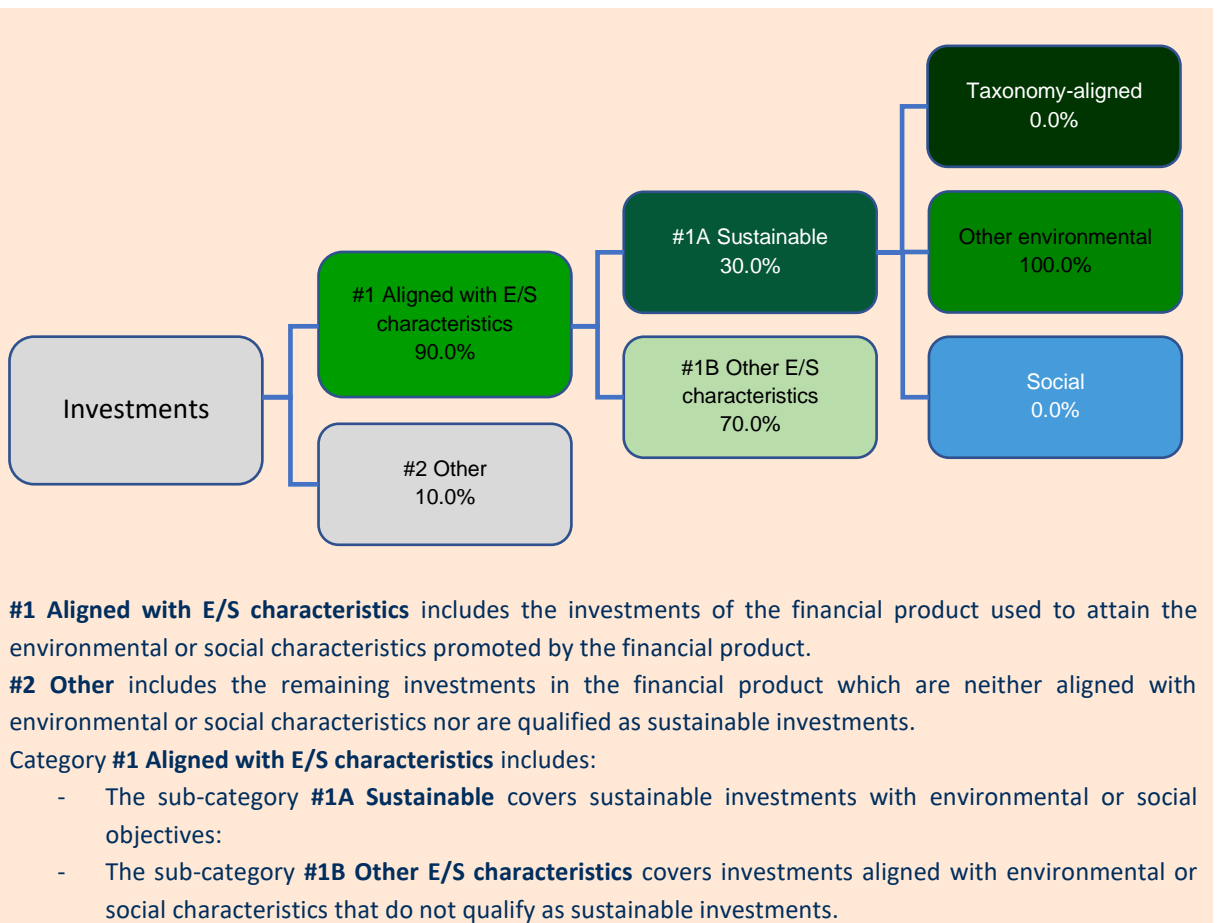 Taxonomy-aligned
0.0%
#1A Sustainable
30.0%
Other environmental
100.0%
#1 Aligned with E/S
characteristics
90.0%
#1B Other E/S
characteristics
70.0%
Social
0.0%
Investments
#2 Other
10.0%
#1 Aligned with E/S characteristics includes the investments of the financial product used to attain the
environmental or social characteristics promoted by the financial product.
#2 Other includes the remaining investments in the financial product which are neither aligned with
environmental or social characteristics nor are qualified as sustainable investments.
Category #1 Aligned with E/S characteristics includes:
- The sub-category #1A Sustainable covers sustainable investments with environmental or social
objectives:
- The sub-category #1B Other E/S characteristics covers investments aligned with environmental or
social characteristics that do not qualify as sustainable investments.